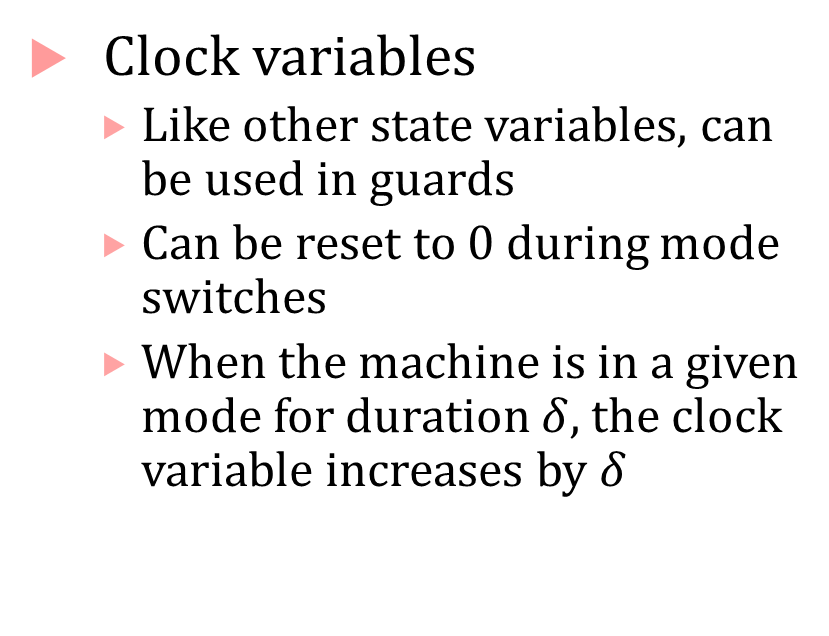 Clock variables
Like other state variables, can
be used in guards
Can be reset to 0 during mode
switches
When the machine is in a given
mode for duration δ, the clock
variable increases by δ